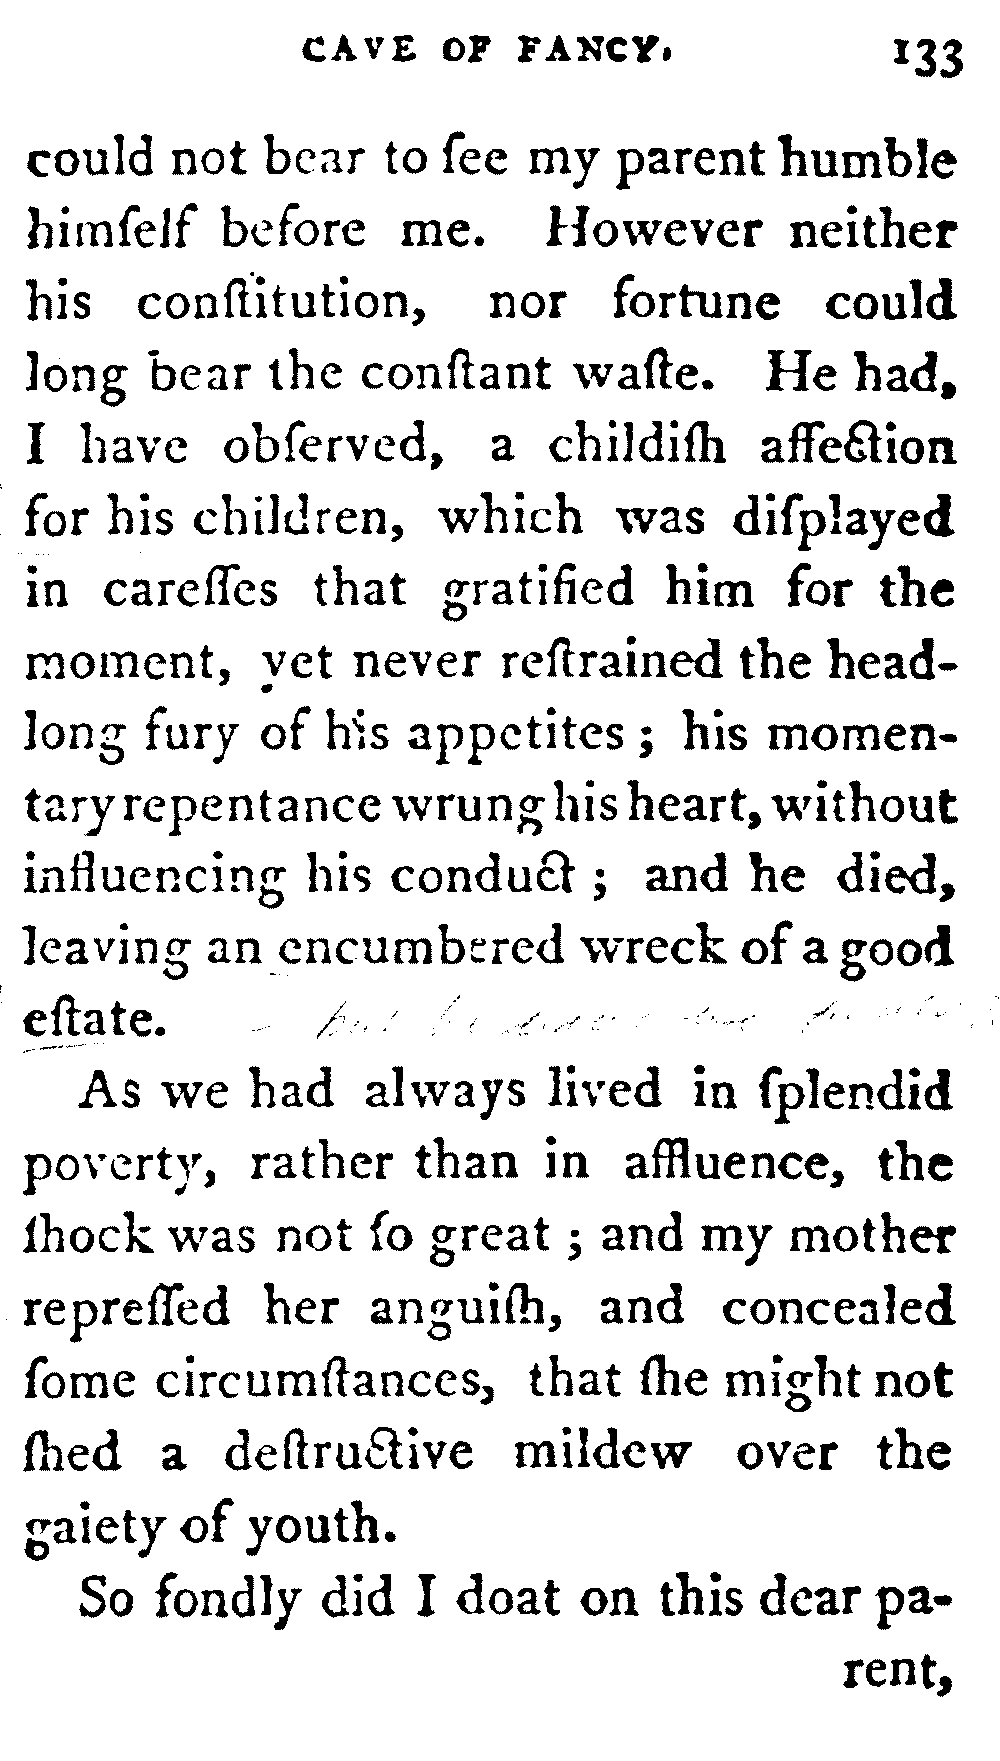 CAVE OF FANCY. 133
could not bear to ſee my parent humble
himſelf before me. However neither
his conſtitution, nor fortune could
long bear the conſtant waſte. He had,
I have obſerved, a childiſh affection
for his children, which was diſplayed
in careſſes that gratified him for the
moment, yet never reſtrained the head-
long fury of his appetites ; his momen-
tary repentance wrung his heart, without
influencing his conduct ; and he died,
leaving an encumbered wreck of a good
eſtate.
As we had always lived in ſplendid
poverty, rather than in affluence, the
ſhock was not ſo great ; and my mother
repreſſed her anguiſh, and concealed
ſome circumſtances, that ſhe might not
ſhed a deſtructive mildew over the
gaiety of youth.
So fondly did I doat on this dear pa-
rent,